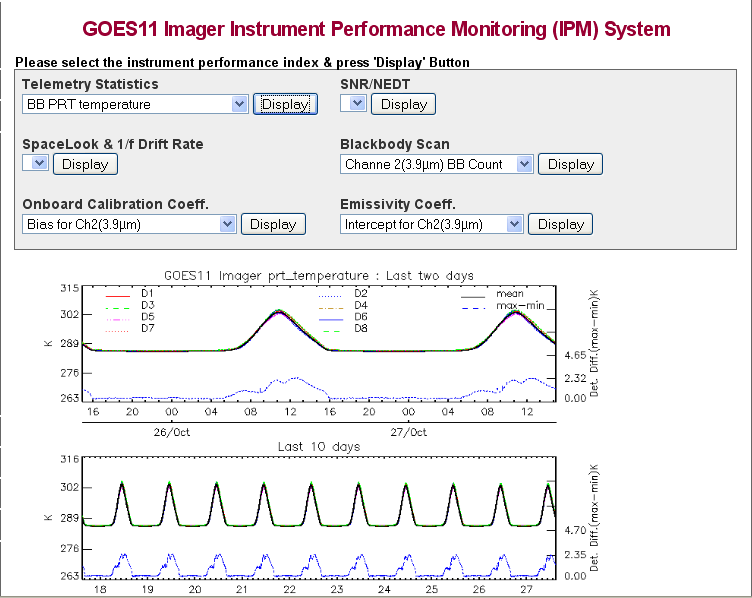 GOES11 Imager Instrument Performance Monitoring (IPM) System
Please select the instrument performance index & press 'Display' Button
Telemetry Statistics SNR/NEDT
BB PRT temperature Display Display
SpaceLook & 1/f Drift Rate Blackbody Scan
Display Channe 2(3.9µm) BB Count Display
Onboard Calibration Coeff. Emissivity Coeff.
Bias for Ch2(3.9µm) Display Intercept for Ch2(3.9µm) Display
GOES11 Imager prt_temperature : Last two days
315 D1 D2 mean
D3 D4 max-min
302 D5 D6
D7 D8
289
4.65
276 2.32
263 0.00
K
Det. Diff.(max-min)K
16 20 00 04 08 12 16 20 00 04 08 12
26/Oct 27/Oct
Last 10 days
316
302
289
4.70
276 2.35
263 0.00
K
Det. Diff.(max-min)K
18 19 20 21 22 23 24 25 26 27